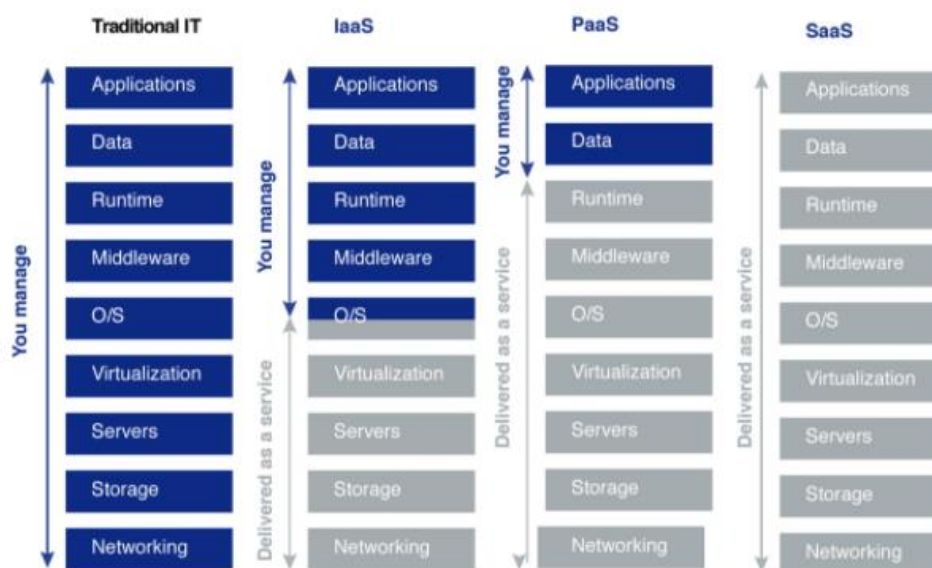 Traditional IT
IaaS
PaaS
SaaS
You manage
Applications
Data
Runtime
Middleware
O/S
Virtualization
Servers
Storage
Networking
You manage
Delivered as a service
Applications
Data
Runtime
Middleware
O/S
Virtualization
Servers
Storage
Networking
You manage
Delivered as a service
Applications
Data
Runtime
Middleware
O/S
Virtualization
Servers
Storage
Networking
Delivered as a service
Applications
Data
Runtime
Middleware
O/S
Virtualization
Servers
Storage
Networking